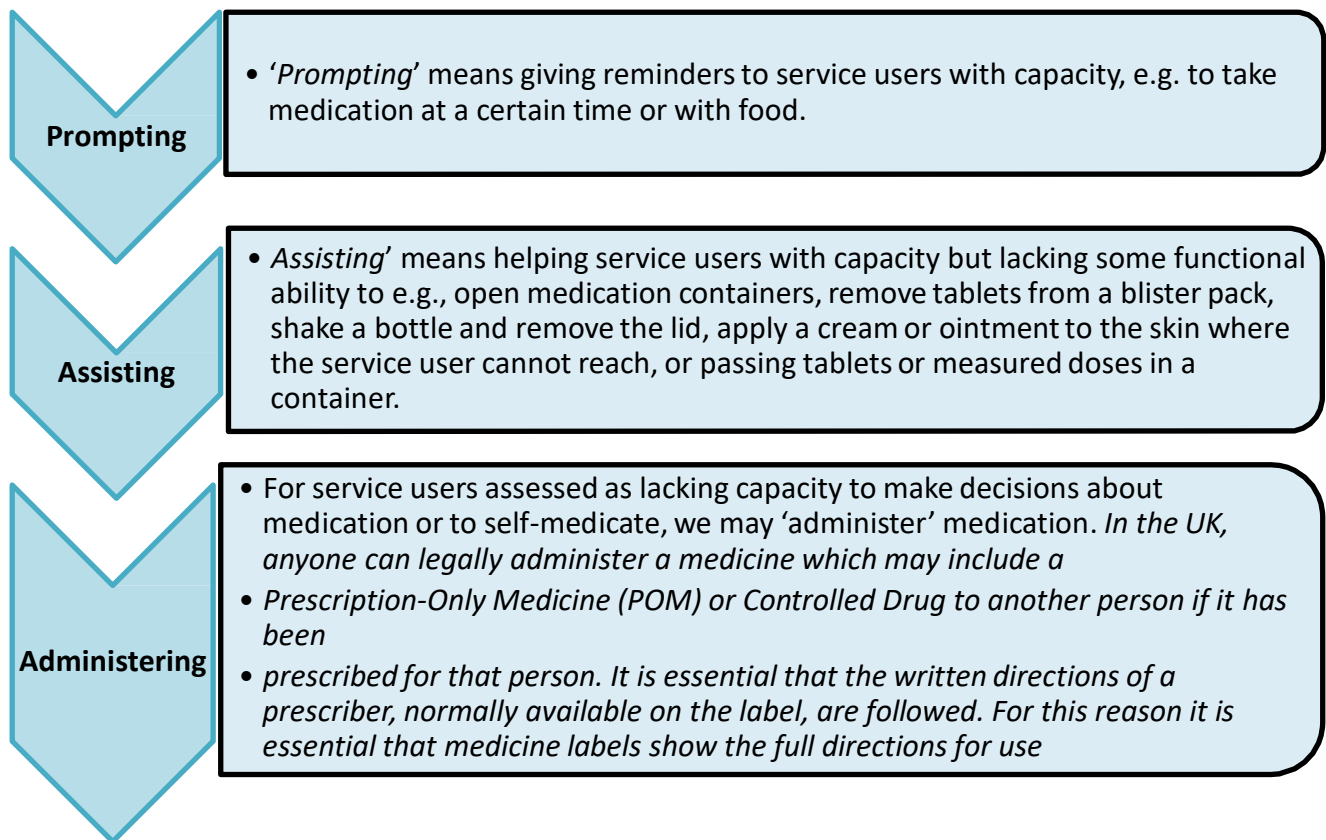 Prompting
• ‘Prompting’ means giving reminders to service users with capacity, e.g. to take
medication at a certain time or with food.
Assisting
• Assisting’ means helping service users with capacity but lacking some functional
ability to e.g., open medication containers, remove tablets from a blister pack,
shake a bottle and remove the lid, apply a cream or ointment to the skin where
the service user cannot reach, or passing tablets or measured doses in a
container.
Administering
• For service users assessed as lacking capacity to make decisions about
medication or to self-medicate, we may ‘administer’ medication. In the UK,
anyone can legally administer a medicine which may include a
• Prescription-Only Medicine (POM) or Controlled Drug to another person if it has
been
• prescribed for that person. It is essential that the written directions of a
prescriber, normally available on the label, are followed. For this reason it is
essential that medicine labels show the full directions for use